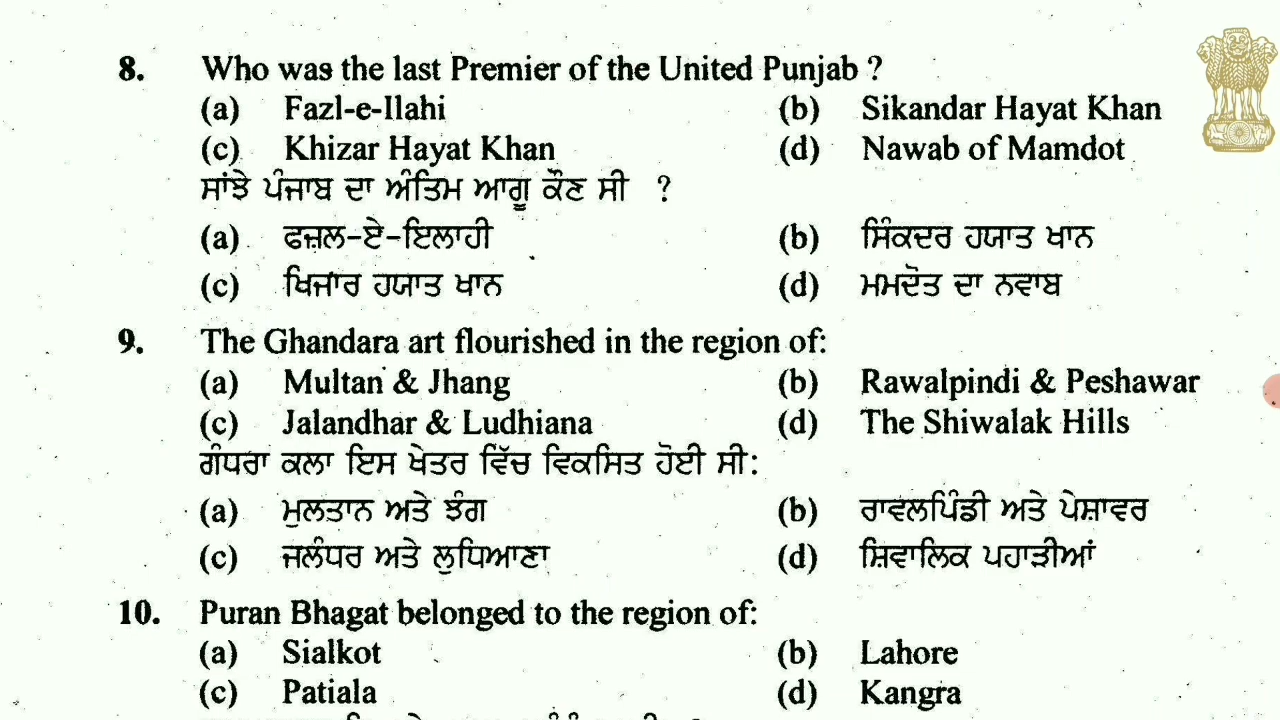 8. Who was the last Premier of the United Punjab ?
(a) Fazl-e-Ilahi (b) Sikandar Hayat Khan
(c) Khizar Hayat Khan (d) Nawab of Mamdot
ਸਾਂਝੇ ਪੰਜਾਬ ਦਾ ਅੰਤਿਮ ਆਗੂ ਕੌਣ ਸੀ ?
(a) ਫਜ਼ਲ-ਏ-ਇਲਾਹੀ (b) ਸਿੰਕਦਰ ਹਯਾਤ ਖਾਨ
(c) ਖਿਜਾਂਰ ਹਯਾਤ ਖਾਨ (d) ਮਮਦੋਤ ਦਾ ਨਵਾਬ
9. The Ghandara art flourished in the region of:
(a) Multan & Jhang (b) Rawalpindi & Peshawar
(c) Jalandhar & Ludhiana (d) The Shiwalak Hills
ਗੰਧਰਾ ਕਲਾ ਇਸ ਖੇਤਰ ਵਿੱਚ ਵਿਕਸਿਤ ਹੋਈ ਸੀ:
(a) ਮੁਲਤਾਨ ਅਤੇ ਝੰਗ (b) ਰਾਵਲਪਿੰਡੀ ਅਤੇ ਪੇਸ਼ਾਵਰ
(c) ਜਲੰਧਰ ਅਤੇ ਲੁਧਿਆਣਾ (d) ਸ਼ਿਵਾਲਿਕ ਪਹਾੜੀਆਂ
10. Puran Bhagat belonged to the region of:
(a) Sialkot (b) Lahore
(c) Patiala (d) Kangra